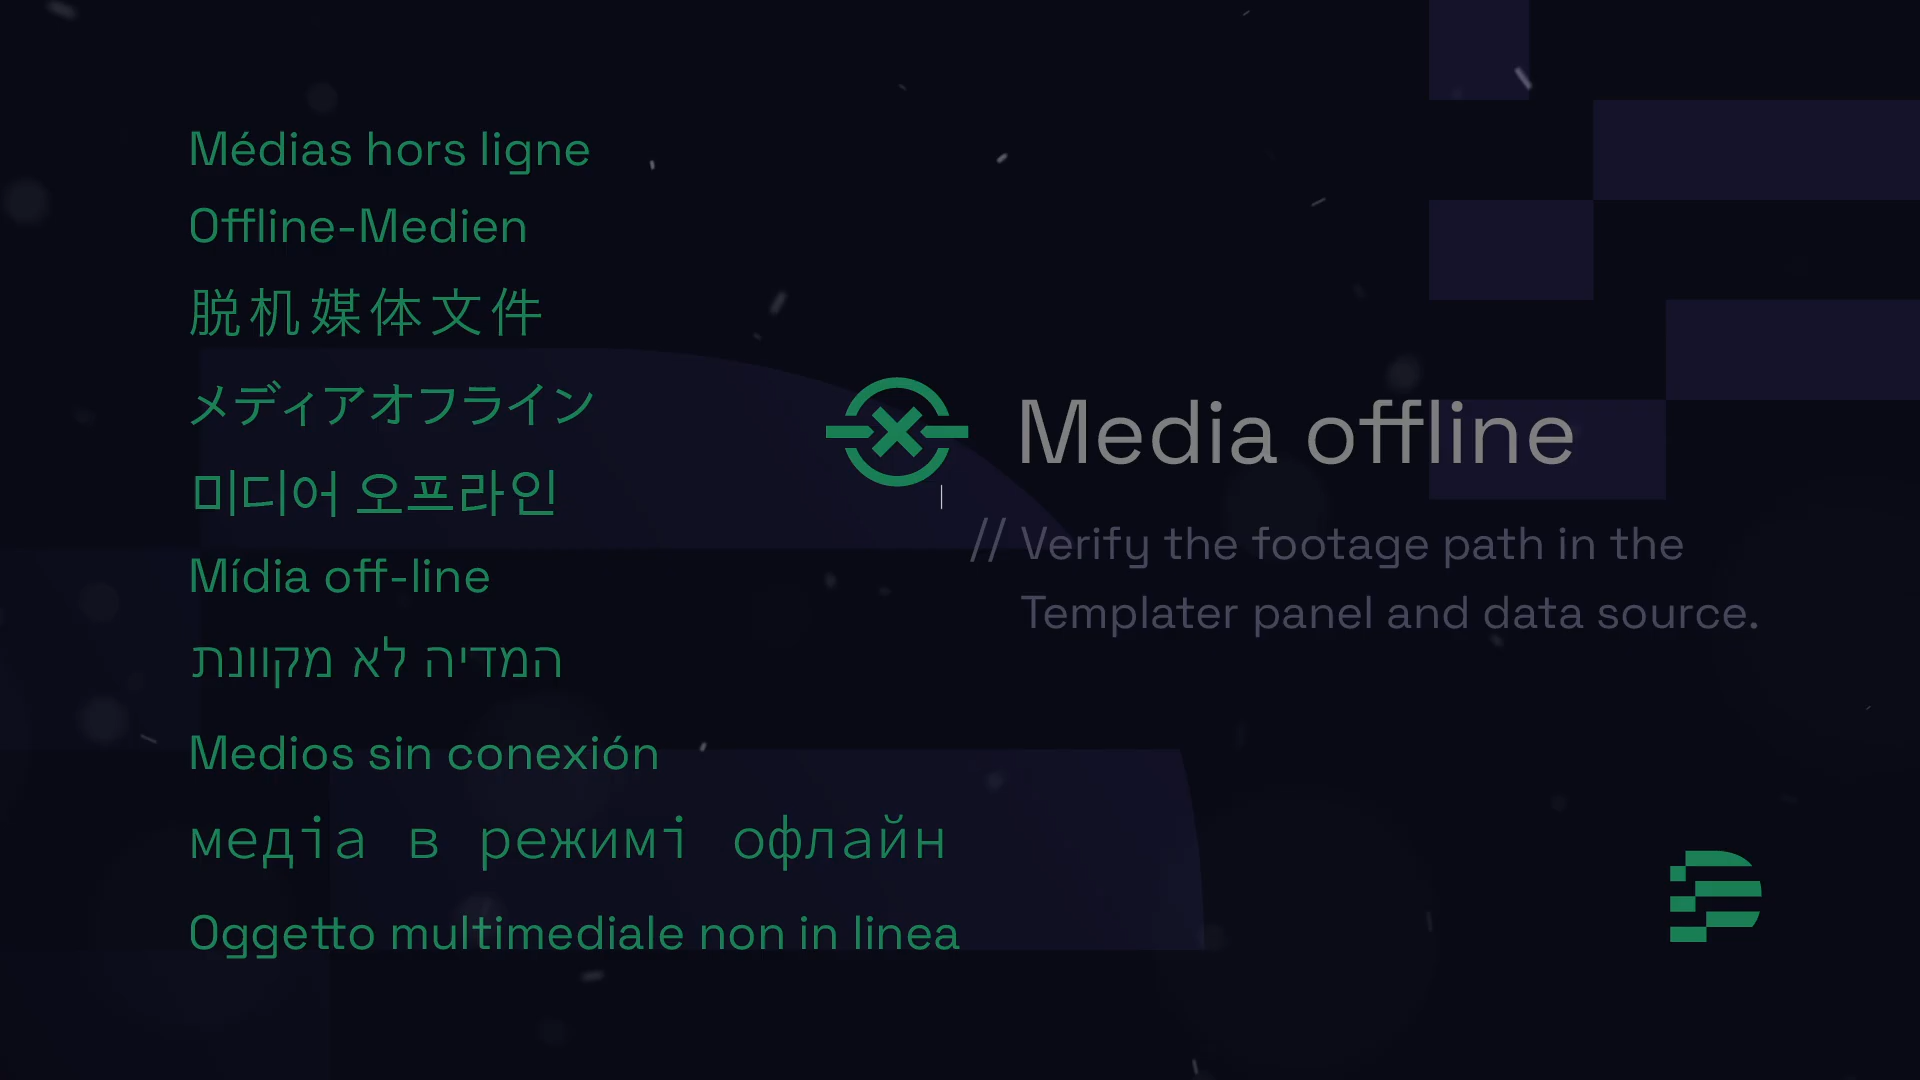 Médias hors ligne
Offline-Medien
脱机媒体文件
メディアオフライン
미디어 오프라인
Mídia off-line
המדיה לא מקוונת
Medios sin conexión
медіа в режимі офлайн
Oggetto multimediale non in linea
Media offline
// Verify the footage path in the
Templater panel and data source.